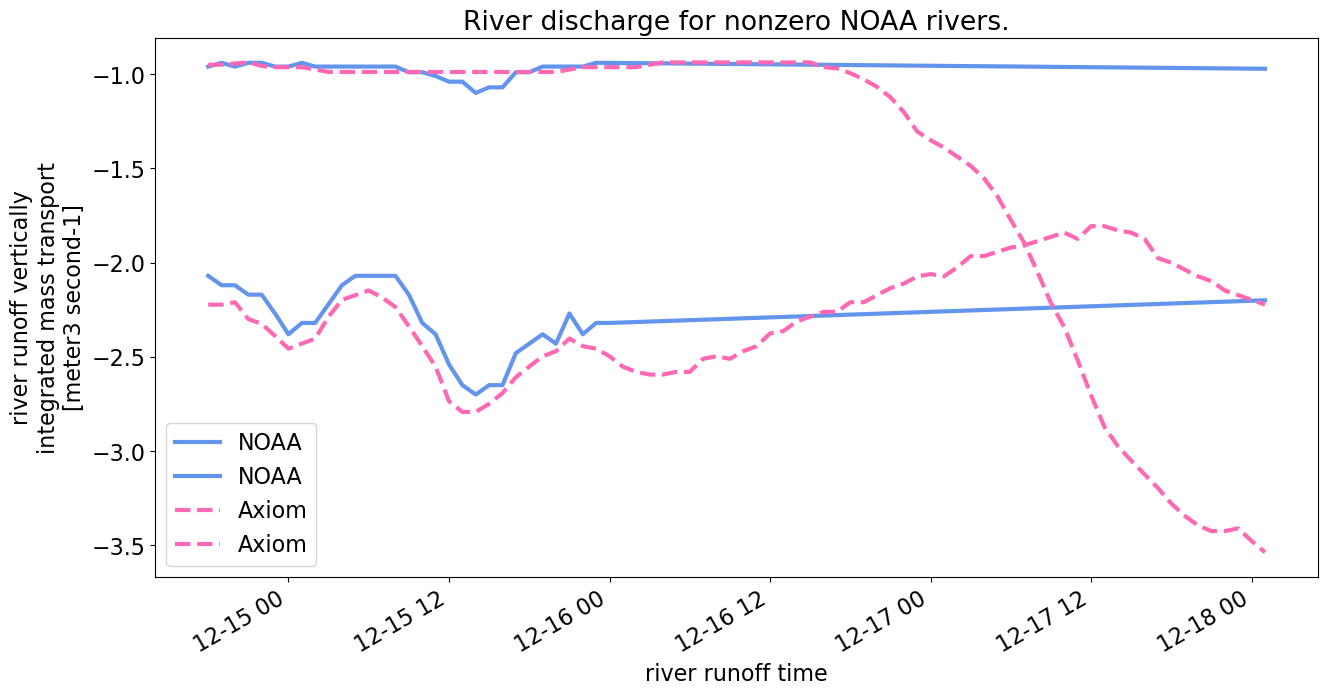 River discharge for nonzero NOAA rivers.
river runoff vertically
integrated mass transport
[meter3 second-1]
−1.0
−1.5
−2.0
−2.5
−3.0
−3.5
NOAA
NOAA
Axiom
Axiom
12-15 00
12-15 12
12-16 00
12-16 12
12-17 00
12-17 12
12-18 00
river runoff time